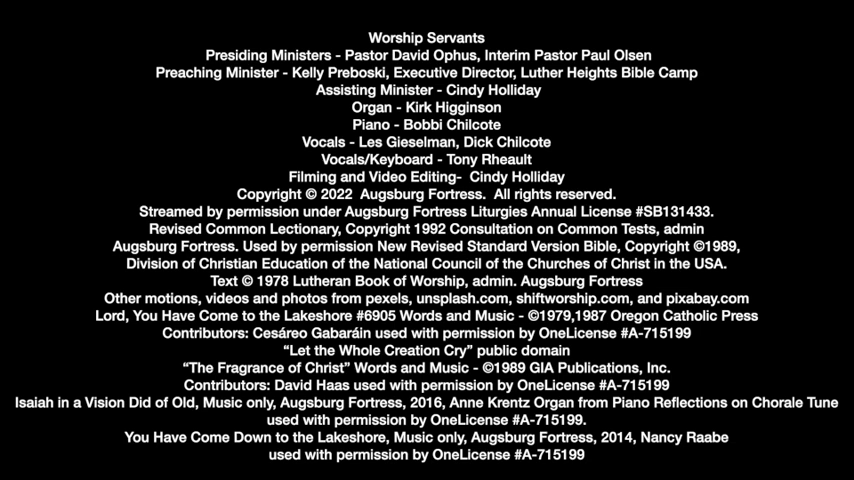 Worship Servants
Presiding Ministers - Pastor David Ophus, Interim Pastor Paul Olsen
Preaching Minister - Kelly Preboski, Executive Director, Luther Heights Bible Camp
Assisting Minister - Cindy Holliday
Organ - Kirk Higginson
Piano - Bobbi Chilcote
Vocals - Les Gieselman, Dick Chilcote
Vocals/Keyboard - Tony Rheault
Filming and Video Editing-  Cindy Holliday
Copyright © 2022  Augsburg Fortress.  All rights reserved.
Streamed by permission under Augsburg Fortress Liturgies Annual License #SB131433.
Revised Common Lectionary, Copyright 1992 Consultation on Common Tests, admin
Augsburg Fortress. Used by permission New Revised Standard Version Bible, Copyright ©1989,
Division of Christian Education of the National Council of the Churches of Christ in the USA.
Text © 1978 Lutheran Book of Worship, admin. Augsburg Fortress
Other motions, videos and photos from pexels, unsplash.com, shiftworship.com, and pixabay.com
Lord, You Have Come to the Lakeshore #6905 Words and Music - ©1979,1987 Oregon Catholic Press
Contributors: Cesáreo Gabaráin used with permission by OneLicense #A-715199
“Let the Whole Creation Cry” public domain
“The Fragrance of Christ” Words and Music - ©1989 GIA Publications, Inc.
Contributors: David Haas used with permission by OneLicense #A-715199
Isaiah in a Vision Did of Old, Music only, Augsburg Fortress, 2016, Anne Krentz Organ from Piano Reflections on Chorale Tune
used with permission by OneLicense #A-715199.
You Have Come Down to the Lakeshore, Music only, Augsburg Fortress, 2014, Nancy Raabe
used with permission by OneLicense #A-715199